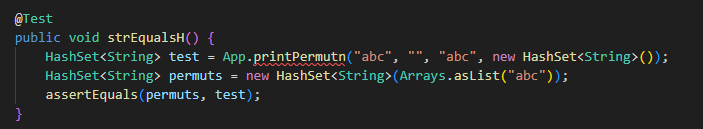 @Test
public void strEqualsH() {
HashSet<String> test = App.printPermutn("abc", "", "abc", new HashSet<String>());
HashSet<String> permuts = new HashSet<String>(Arrays.asList("abc"));
assertEquals(permuts, test);
}